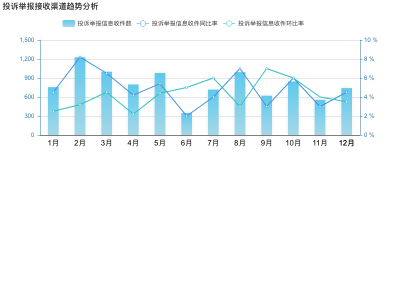 投诉举报接收渠道趋势分析
投诉举报信息收件数 投诉举报信息收件同比率 投诉举报信息收件环比率
1,500 10 %
1,200 8 %
900 6 %
600 4 %
300 2 %
0 0 %
1月 2月 3月 4月 5月 6月 7月 8月 9月 10月 11月 12月